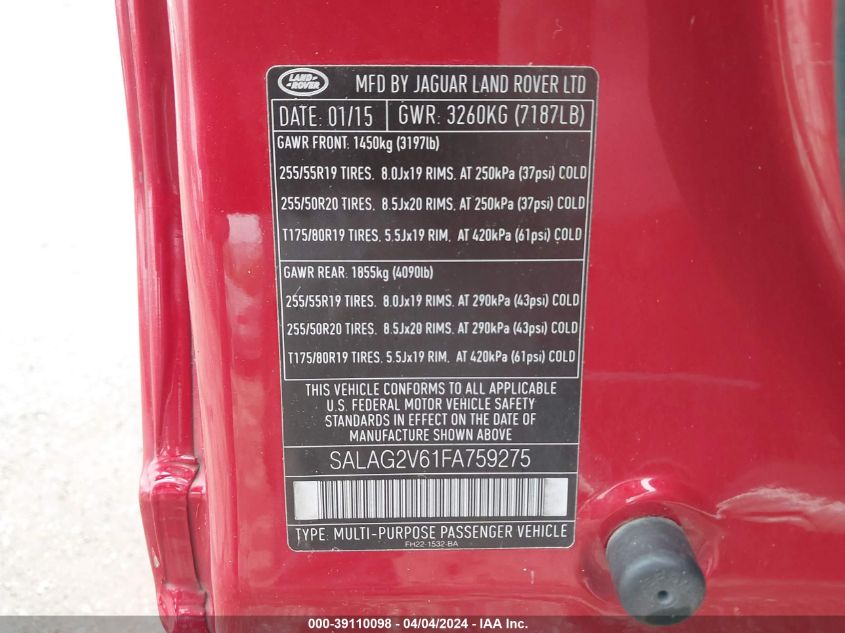 LAND-
ROVER
MFD BY JAGUAR LAND ROVER LTD
DATE: 01/15 GWR: 3260KG (7187LB)
GAWR FRONT: 1450kg (3197lb)
255/55R19 TIRES. 8.0Jx19 RIMS. AT 250kPa (37psi) COLD
255/50R20 TIRES. 8.5Jx20 RIMS. AT 250kPa (37psi) COLD
T175/80R19 TIRES. 5.5Jx19 RIM. AT 420kPa (61psi) COLD
GAWR REAR: 1855kg (4090lb)
255/55R19 TIRES. 8.0Jx19 RIMS. AT 290kPa (43psi) COLD
255/50R20 TIRES. 8.5Jx20 RIMS. AT 290kPa (43psi) COLD
T175/80R19 TIRES. 5.5Jx19 RIM. AT 420kPa (61psi) COLD
THIS VEHICLE CONFORMS TO ALL APPLICABLE
U.S. FEDERAL MOTOR VEHICLE SAFETY
STANDARDS IN EFFECT ON THE DATE OF
MANUFACTURE SHOWN ABOVE
SALAG2V61FA759275
TYPE: MULTI-PURPOSE PASSENGER VEHICLE
FH22-1532-BA
000-39110098 - 04/04/2024 - IAA Inc.